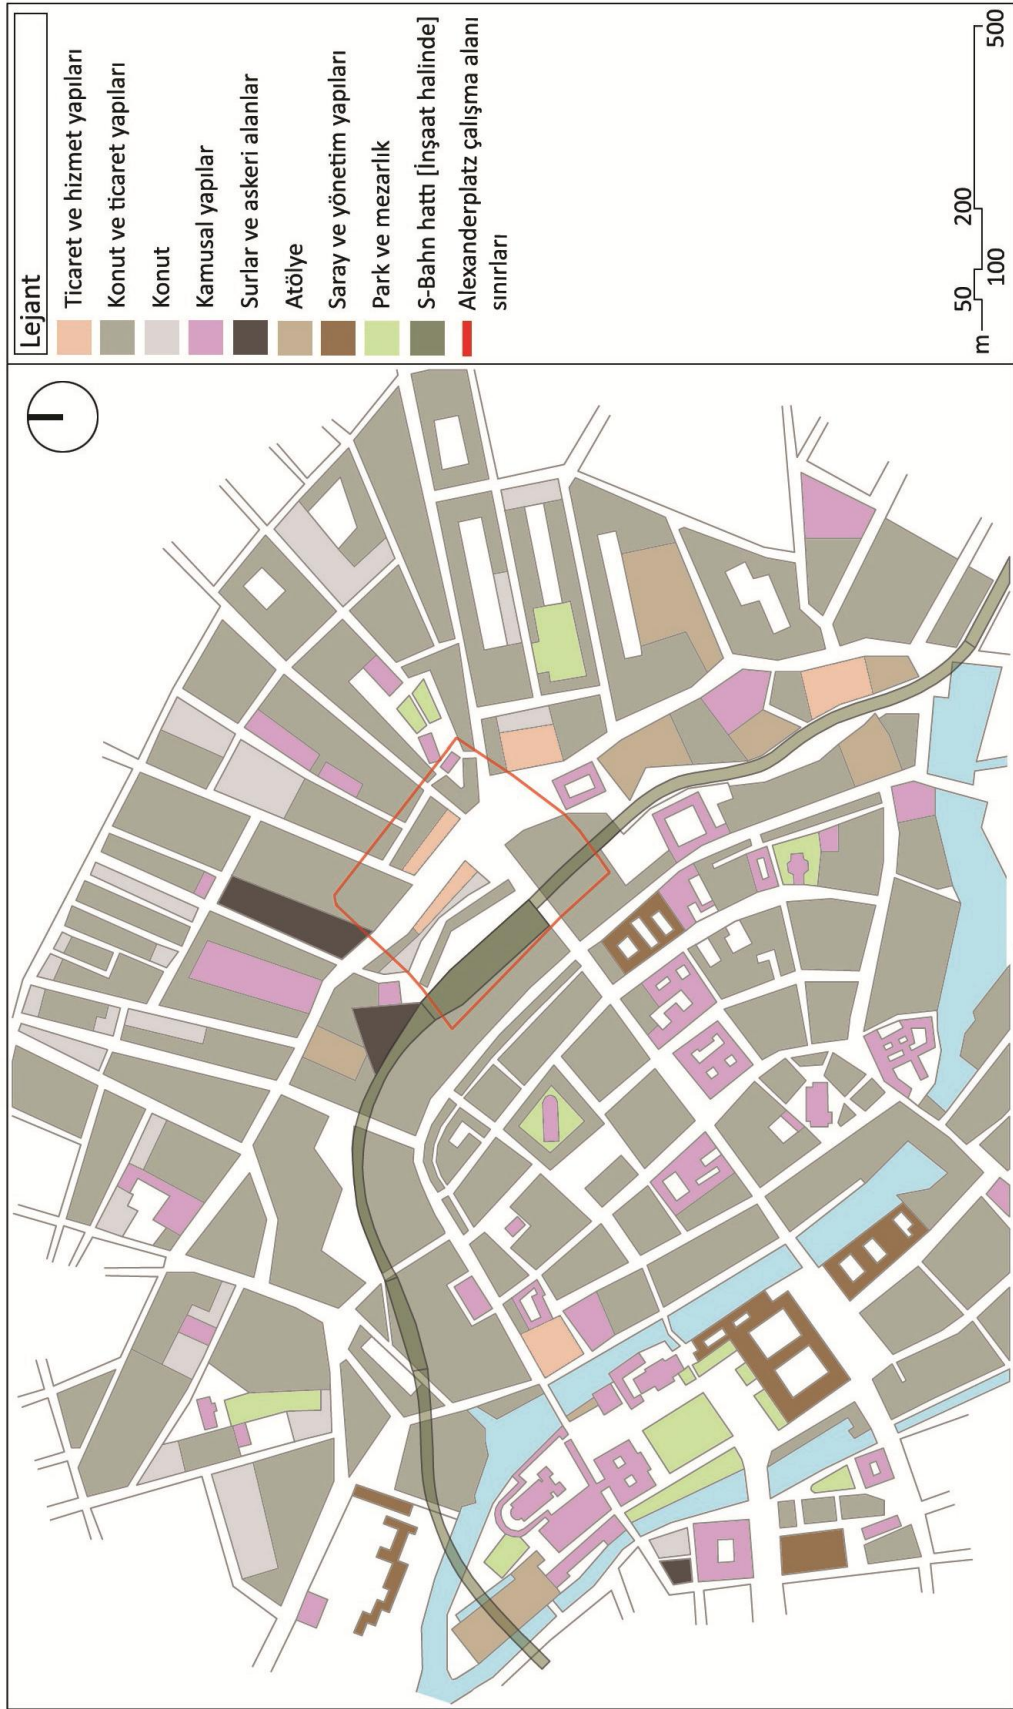 Lejant
Ticaret ve hizmet yapıları
Konut ve ticaret yapıları
Konut
Kamusal yapılar
Surlar ve askeri alanlar
Atölye
Saray ve yönetim yapıları
Park ve mezarlık
S-Bahn hattı [İnşaat halinde]
Alexanderplatz çalışma alanı
sınırları
m 50 200 500
100